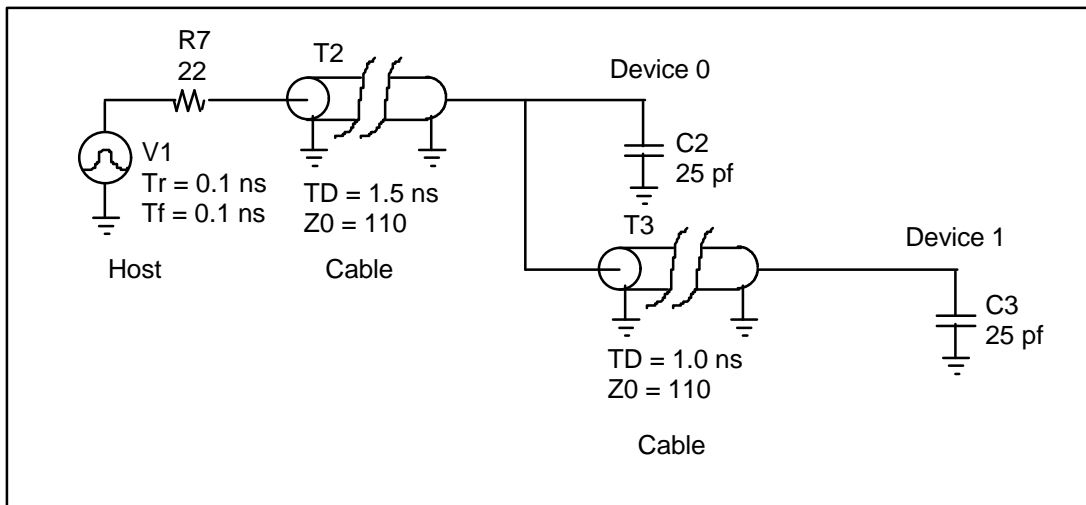 R7
22
T2
Device 0
V1
Tr = 0.1 ns
Tf = 0.1 ns
C2
25 pf
TD = 1.5 ns
Z0 = 110
T3
Device 1
Host
Cable
C3
25 pf
TD = 1.0 ns
Z0 = 110
Cable